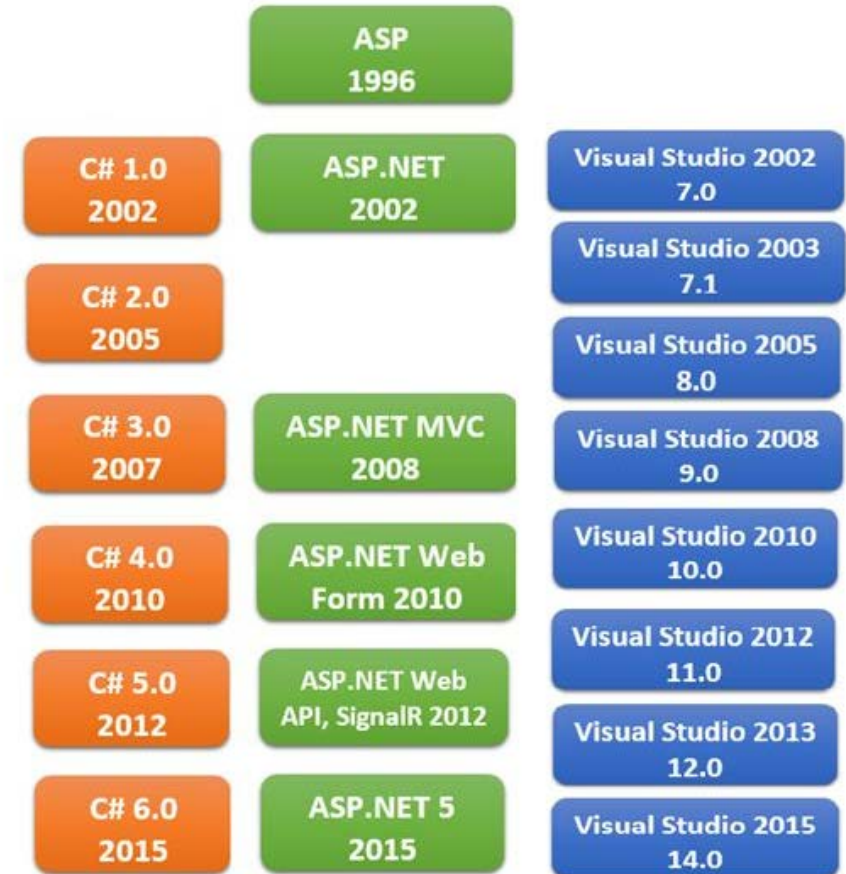 ASP
1996
C# 1.0
2002
ASP.NET
2002
Visual Studio 2002
7.0
Visual Studio 2003
7.1
C# 2.0
2005
Visual Studio 2005
8.0
C# 3.0
2007
ASP.NET MVC
2008
Visual Studio 2008
9.0
C# 4.0
2010
ASP.NET Web
Form 2010
Visual Studio 2010
10.0
C# 5.0
2012
ASP.NET Web
API, SignalR 2012
Visual Studio 2012
11.0
Visual Studio 2013
12.0
C# 6.0
2015
ASP.NET 5
2015
Visual Studio 2015
14.0